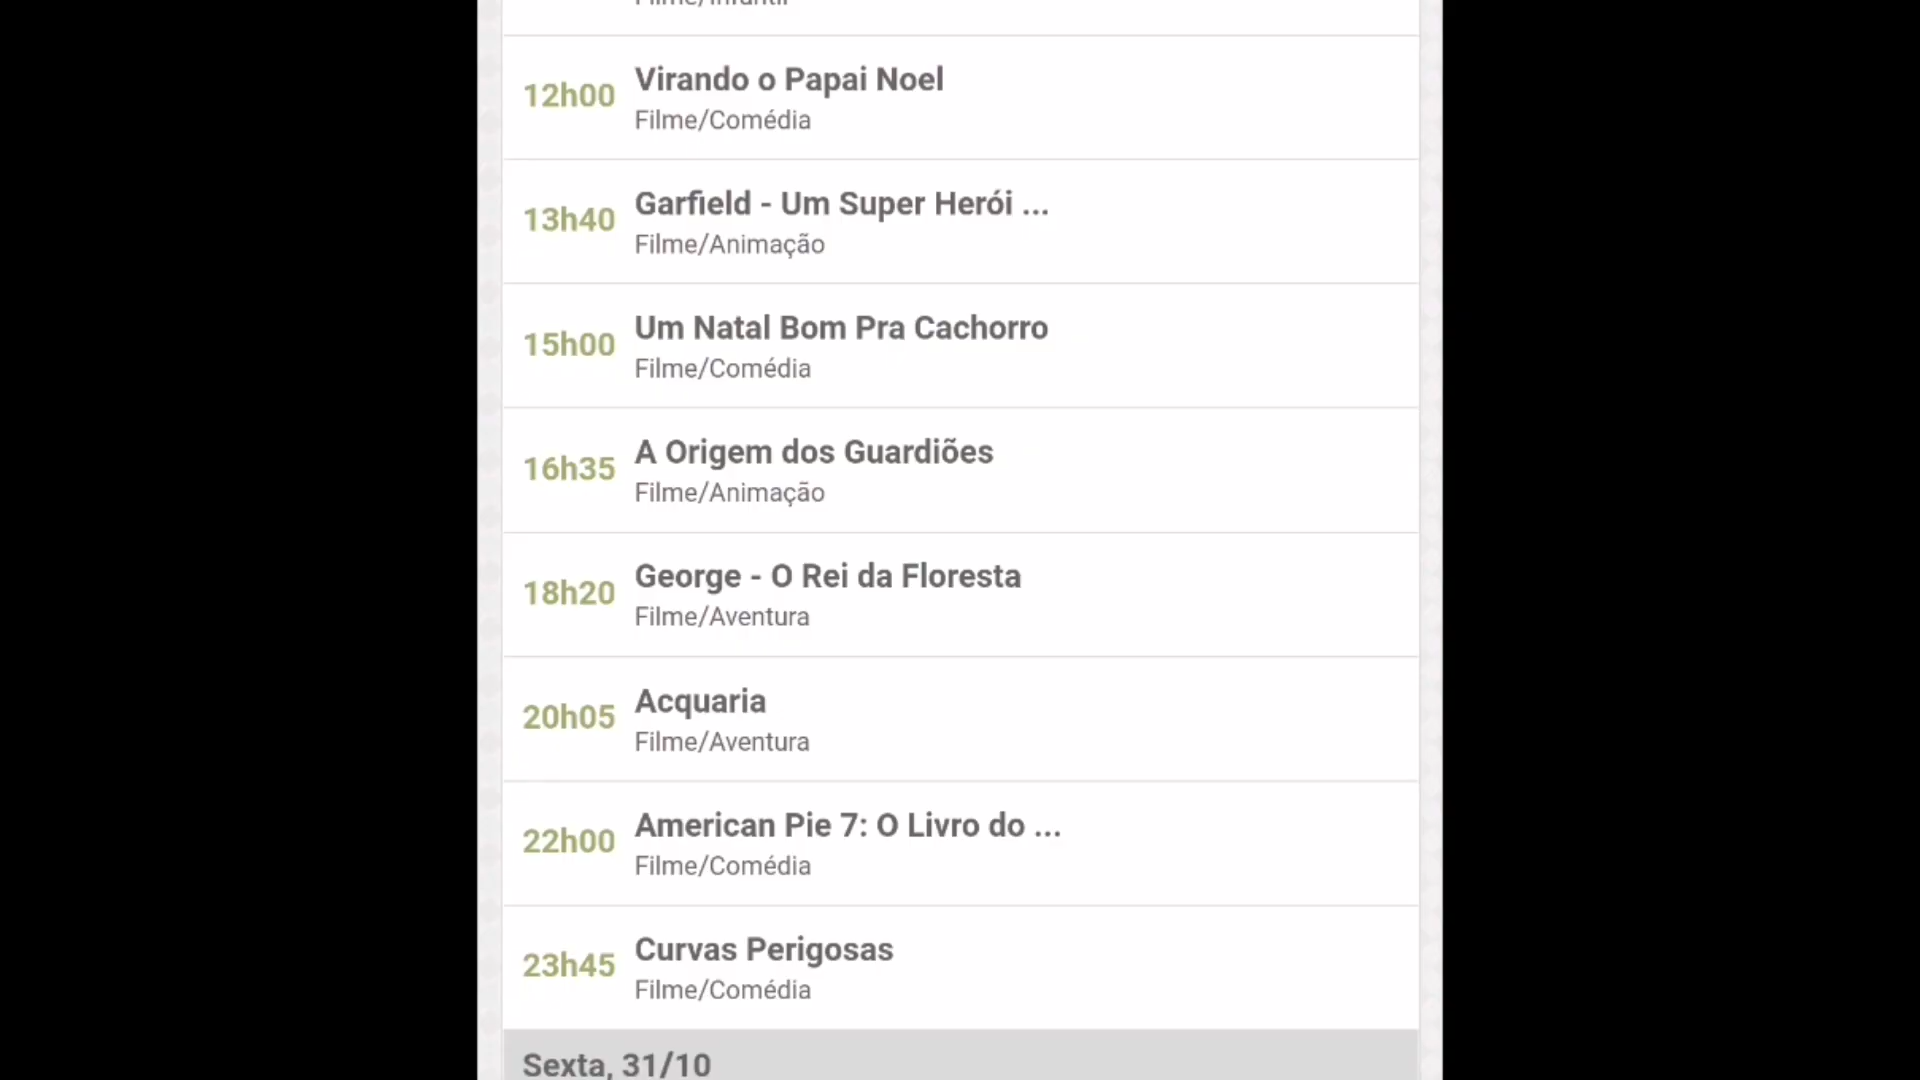 Filme/Infantil
12h00
Virando o Papai Noel
Filme/Comédia
13h40
Garfield - Um Super Herói ...
Filme/Animação
15h00
Um Natal Bom Pra Cachorro
Filme/Comédia
16h35
A Origem dos Guardiões
Filme/Animação
18h20
George - O Rei da Floresta
Filme/Aventura
20h05
Acquaria
Filme/Aventura
22h00
American Pie 7: O Livro do ...
Filme/Comédia
23h45
Curvas Perigosas
Filme/Comédia
Sexta, 31/10